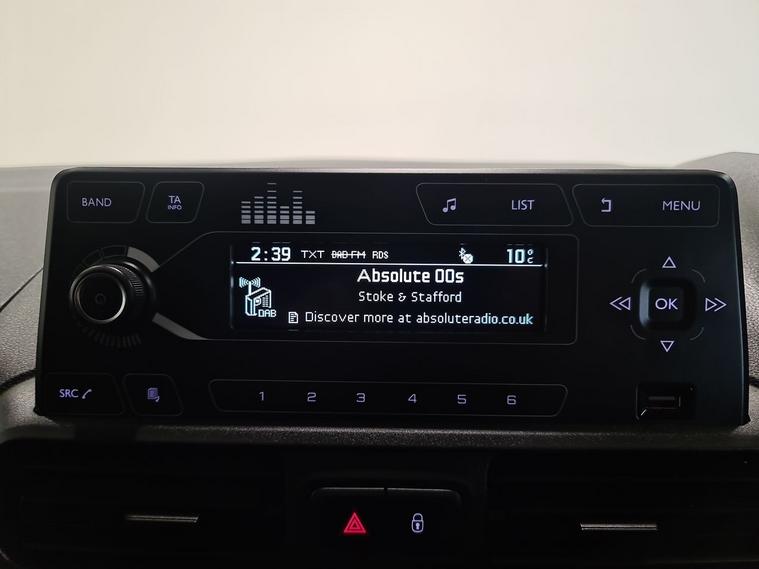 BAND
TA
INFO
LIST
MENU
2:39 TXT DAB-FM RDS 10°C
Absolute 00s
Stoke & Stafford
DAB
Discover more at absoluteradio.co.uk
OK
SRC
1 2 3 4 5 6